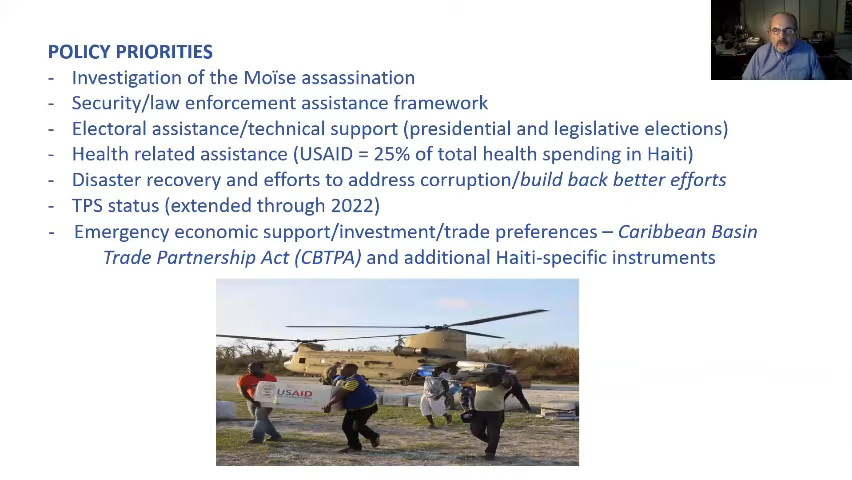 POLICY PRIORITIES
- Investigation of the Moïse assassination
- Security/law enforcement assistance framework
- Electoral assistance/technical support (presidential and legislative elections)
- Health related assistance (USAID = 25% of total health spending in Haiti)
- Disaster recovery and efforts to address corruption/build back better efforts
- TPS status (extended through 2022)
- Emergency economic support/investment/trade preferences – Caribbean Basin
Trade Partnership Act (CBTPA) and additional Haiti-specific instruments
USAID